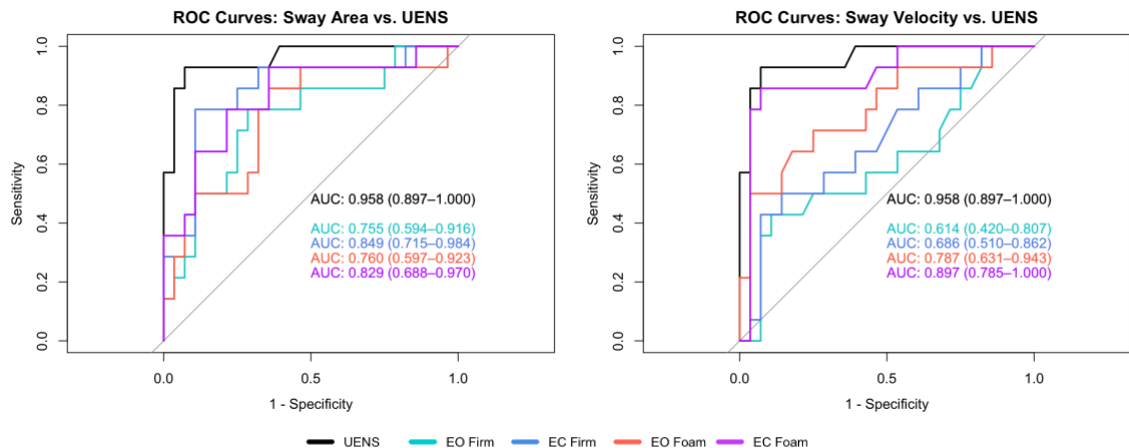 ROC Curves: Sway Area vs. UENS
1.0
0.8
0.6
0.4
0.2
0.0
Sensitivity
AUC: 0.958 (0.897–1.000)
AUC: 0.755 (0.594–0.916)
AUC: 0.849 (0.715–0.984)
AUC: 0.760 (0.597–0.923)
AUC: 0.829 (0.688–0.970)
0.0 0.5 1.0
1 - Specificity
ROC Curves: Sway Velocity vs. UENS
1.0
0.8
0.6
0.4
0.2
0.0
Sensitivity
AUC: 0.958 (0.897–1.000)
AUC: 0.614 (0.420–0.807)
AUC: 0.686 (0.510–0.862)
AUC: 0.787 (0.631–0.943)
AUC: 0.897 (0.785–1.000)
0.0 0.5 1.0
1 - Specificity
UENS EO Firm EC Firm EO Foam EC Foam